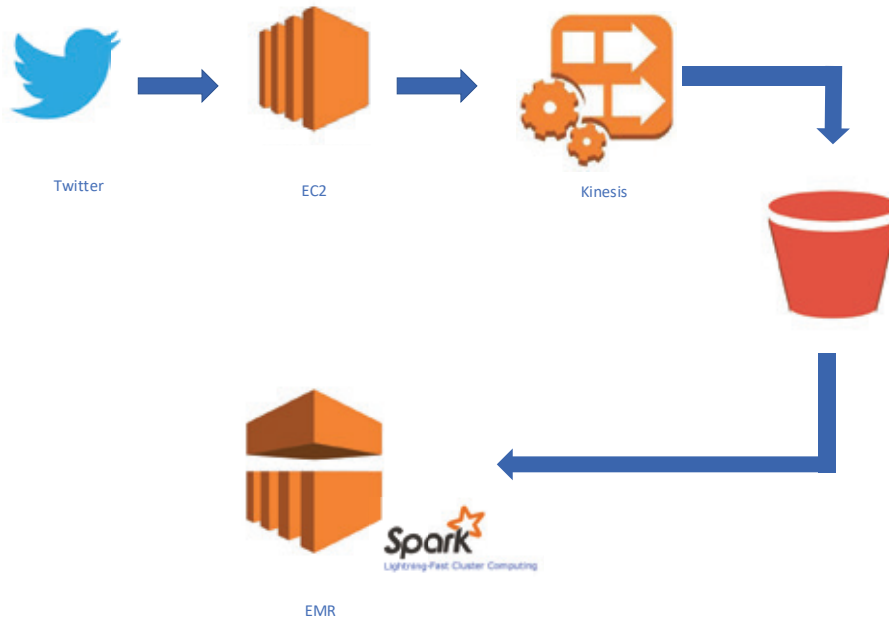 Twitter
EC2
Kinesis
Spark
Lightning-Fast Cluster Computing
EMR